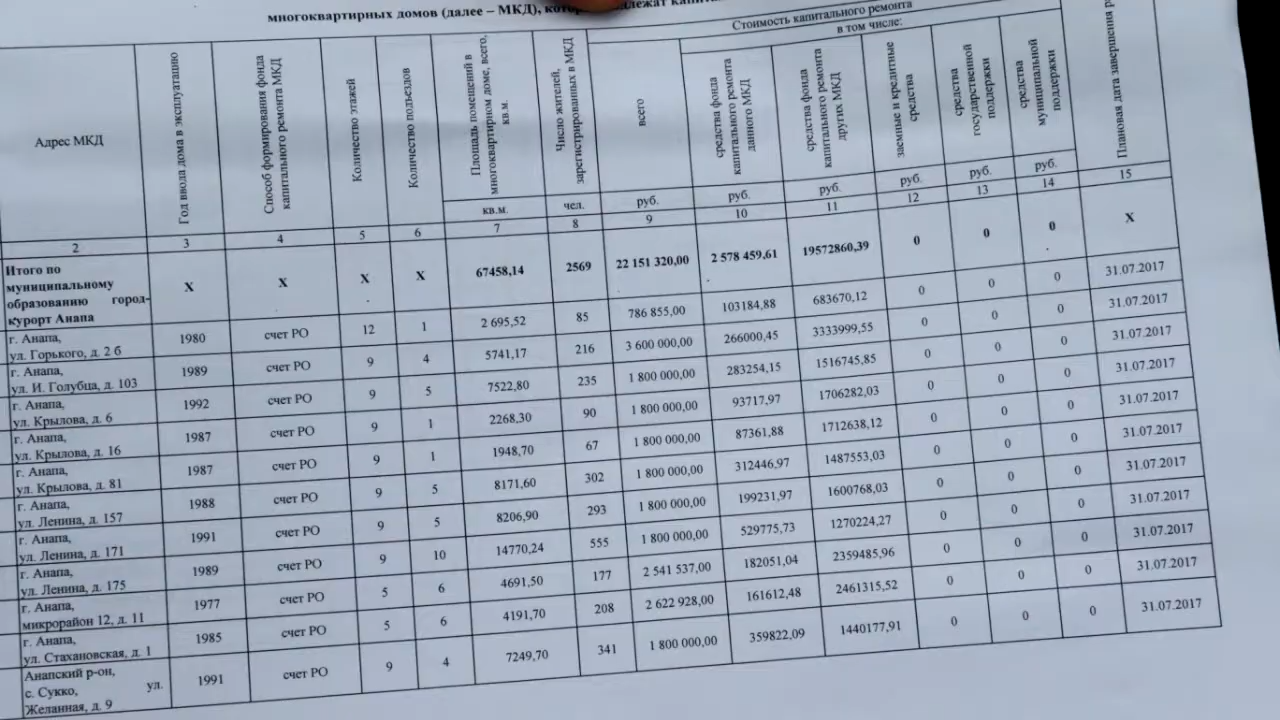 многоквартирных домов (далее – МКД),
Стоимость капитального ремонта
в том числе:
Адрес МКД
Год ввода дома в эксплуатацию
Способ формирования фонда капитального ремонта МКД
Количество этажей
Количество подъездов
Площадь помещений в многоквартирном доме, всего, кв.м
Число жителей, зарегистрированных в МКД
всего
средства фонда капитального ремонта данного МКД
средства фонда капитального ремонта других МКД
заемные и кредитные средства
средства государственной поддержки
средства муниципальной поддержки
Плановая дата завершения
кв.м. чел. руб. руб. руб. руб. руб. руб.
2 3 4 5 6 7 8 9 10 11 12 13 14 15
Итого по муниципальному образованию город-курорт Анапа X X X X 67458,14 2569 22 151 320,00 2 578 459,61 19572860,39 0 0 0 X
г. Анапа, ул. Горького, д. 2 б 1980 счет РО 12 1 2 695,52 85 786 855,00 103184,88 683670,12 0 0 0 31.07.2017
г. Анапа, ул. И. Голубца, д. 103 1989 счет РО 9 4 5741,17 216 3 600 000,00 266000,45 3333999,55 0 0 0 31.07.2017
г. Анапа, ул. Крылова, д. 6 1992 счет РО 9 5 7522,80 235 1 800 000,00 283254,15 1516745,85 0 0 0 31.07.2017
г. Анапа, ул. Крылова, д. 16 1987 счет РО 9 1 2268,30 90 1 800 000,00 93717,97 1706282,03 0 0 0 31.07.2017
г. Анапа, ул. Крылова, д. 81 1987 счет РО 9 1 1948,70 67 1 800 000,00 87361,88 1712638,12 0 0 0 31.07.2017
г. Анапа, ул. Ленина, д. 157 1988 счет РО 9 5 8171,60 302 1 800 000,00 312446,97 1487553,03 0 0 0 31.07.2017
г. Анапа, ул. Ленина, д. 171 1991 счет РО 9 5 8206,90 293 1 800 000,00 199231,97 1600768,03 0 0 0 31.07.2017
г. Анапа, ул. Ленина, д. 175 1989 счет РО 9 10 14770,24 555 1 800 000,00 529775,73 1270224,27 0 0 0 31.07.2017
г. Анапа, микрорайон 12, д. 11 1977 счет РО 5 6 4691,50 177 2 541 537,00 182051,04 2359485,96 0 0 0 31.07.2017
г. Анапа, ул. Стахановская, д. 1 1985 счет РО 5 6 4191,70 208 2 622 928,00 161612,48 2461315,52 0 0 0 31.07.2017
Анапский р-он, с. Сукко, ул. Желанная, д. 9 1991 счет РО 9 4 7249,70 341 1 800 000,00 359822,09 1440177,91 0 0 0 31.07.2017